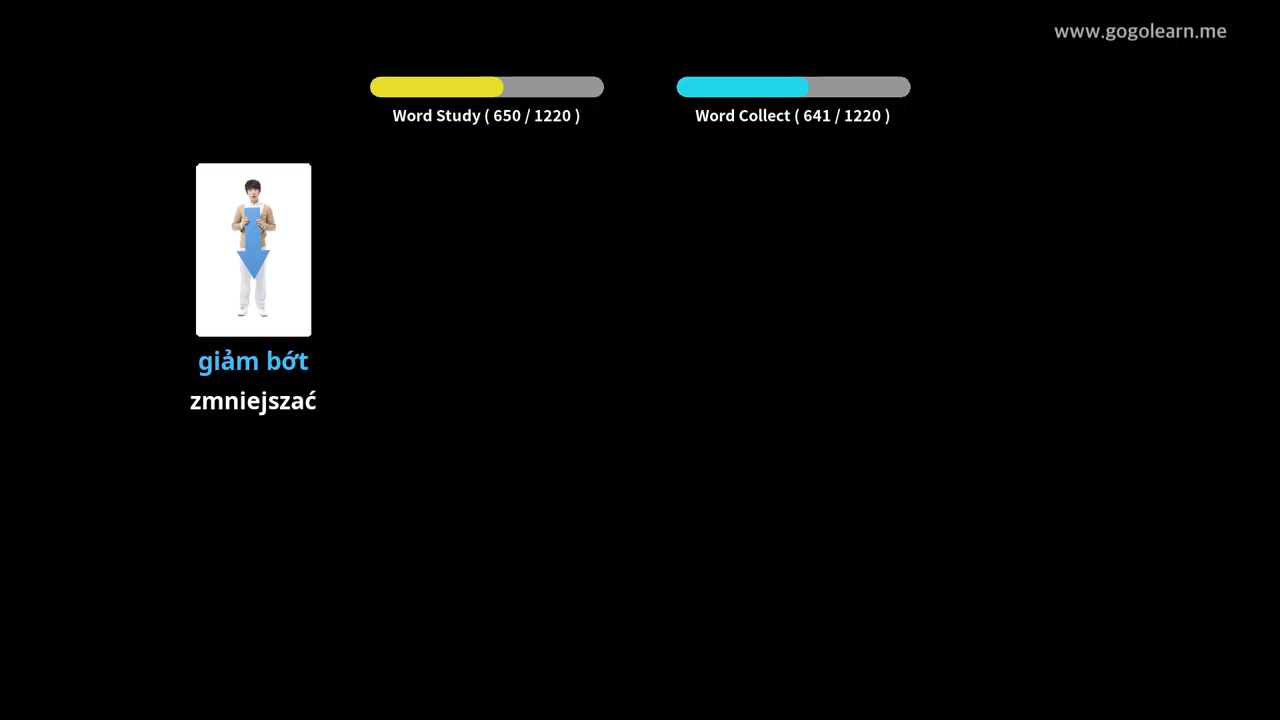 www.gogolearn.me
Word Study ( 650 / 1220 )
Word Collect ( 641 / 1220 )
giảm bớt
zmniejszać